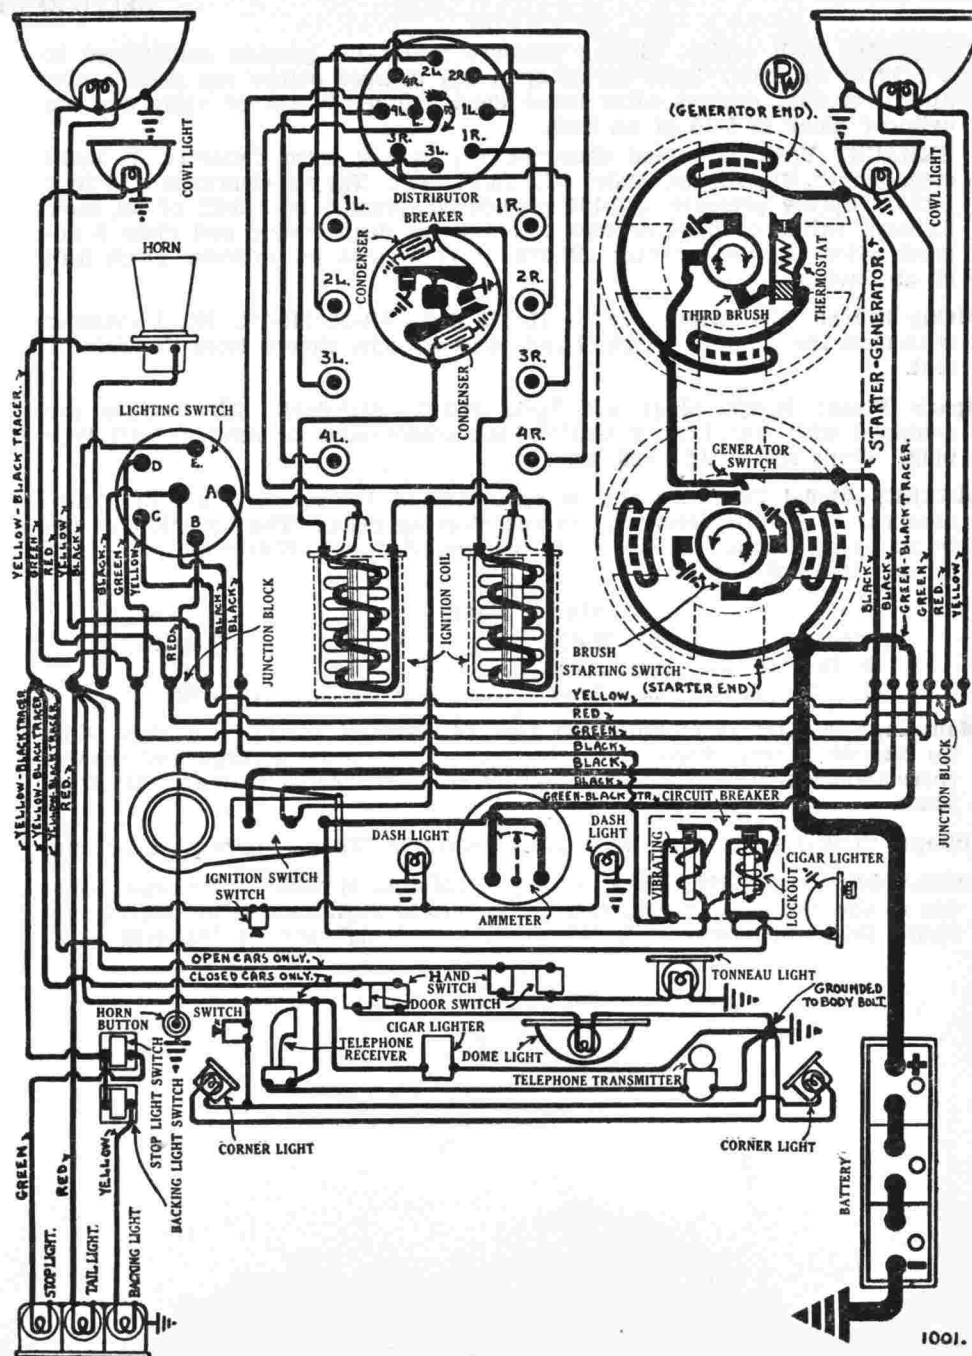 COWL LIGHT
HORN
LIGHTING SWITCH
D
E.
A
C
B
YELLOW-BLACK TRACER.
GREEN
RED
YELLOW
BLACK
BLACK
GREEN
YELLOW
RED
BLACK
BLACK
JUNCTION BLOCK
4R.
2L
2R
4L
1L.
3R
3L.
1R.
DISTRIBUTOR
BREAKER
CONDENSER
CONDENSER
1L.
1R.
2L.
2R.
3L
3R.
4L.
4R.
IGNITION COIL
(GENERATOR END).
THIRD BRUSH
THERMOSTAT
STARTER-GENERATOR.
COWL LIGHT
GENERATOR
SWITCH
BRUSH
STARTING SWITCH
(STARTER END)
BLACK
BLACK
GREEN-BLACK TRACER.
GREEN
RED.
YELLOW
JUNCTION BLOCK
YELLOW
RED
GREEN
BLACK
BLACK
BLACK
GREEN-BLACK TR.
CIRCUIT BREAKER
YELLOW-BLACK TRACER
YELLOW-BLACK TRACER
YELLOW BLACK TRACER
RED.
IGNITION SWITCH
SWITCH
DASH LIGHT
AMMETER
DASH
LIGHT
VIBRATING
LOCKOUT
CIGAR LIGHTER
OPEN CARS ONLY.
CLOSED CARS ONLY.
HAND
SWITCH
DOOR SWITCH
TONNEAU LIGHT
GROUNDED
TO BODY BOLT
HORN
BUTTON
SWITCH
TELEPHONE
RECEIVER
CIGAR LIGHTER
DOME LIGHT
TELEPHONE TRANSMITTER
CORNER LIGHT
CORNER LIGHT
STOP LIGHT SWITCH
BACKING LIGHT SWITCH
GREEN
RED
YELLOW
STOPLIGHT.
TAIL LIGHT.
BACKING LIGHT
BATTERY
+
-
1001.